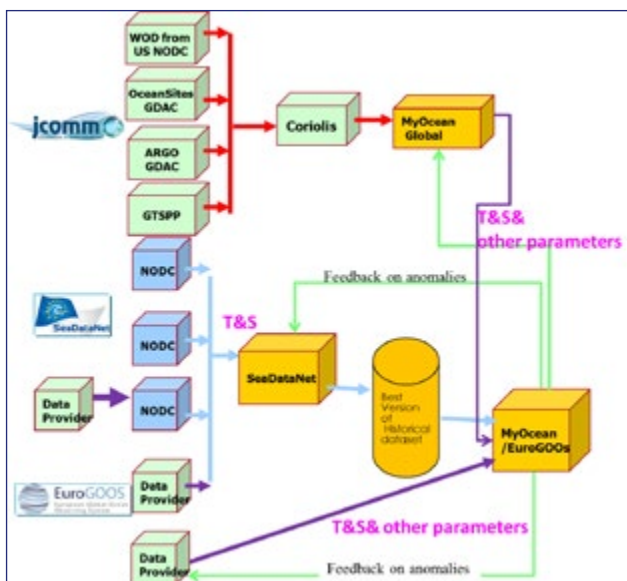 WOD from
US NODC
OceanSites
GDAC
jcomm
ARGO
GDAC
GTSPP
Coriolis
MyOcean
Global
T&S&
other parameters
NODC
Feedback on anomalies
SeaDataNet
T&S
NODC
SeaDataNet
Data
Provider
NODC
Best
Version
of
Historical
dataset
MyOcean
/EuroGOOs
EuroGOOS
Data
Provider
T&S& other parameters
Data
Provider
Feedback on anomalies